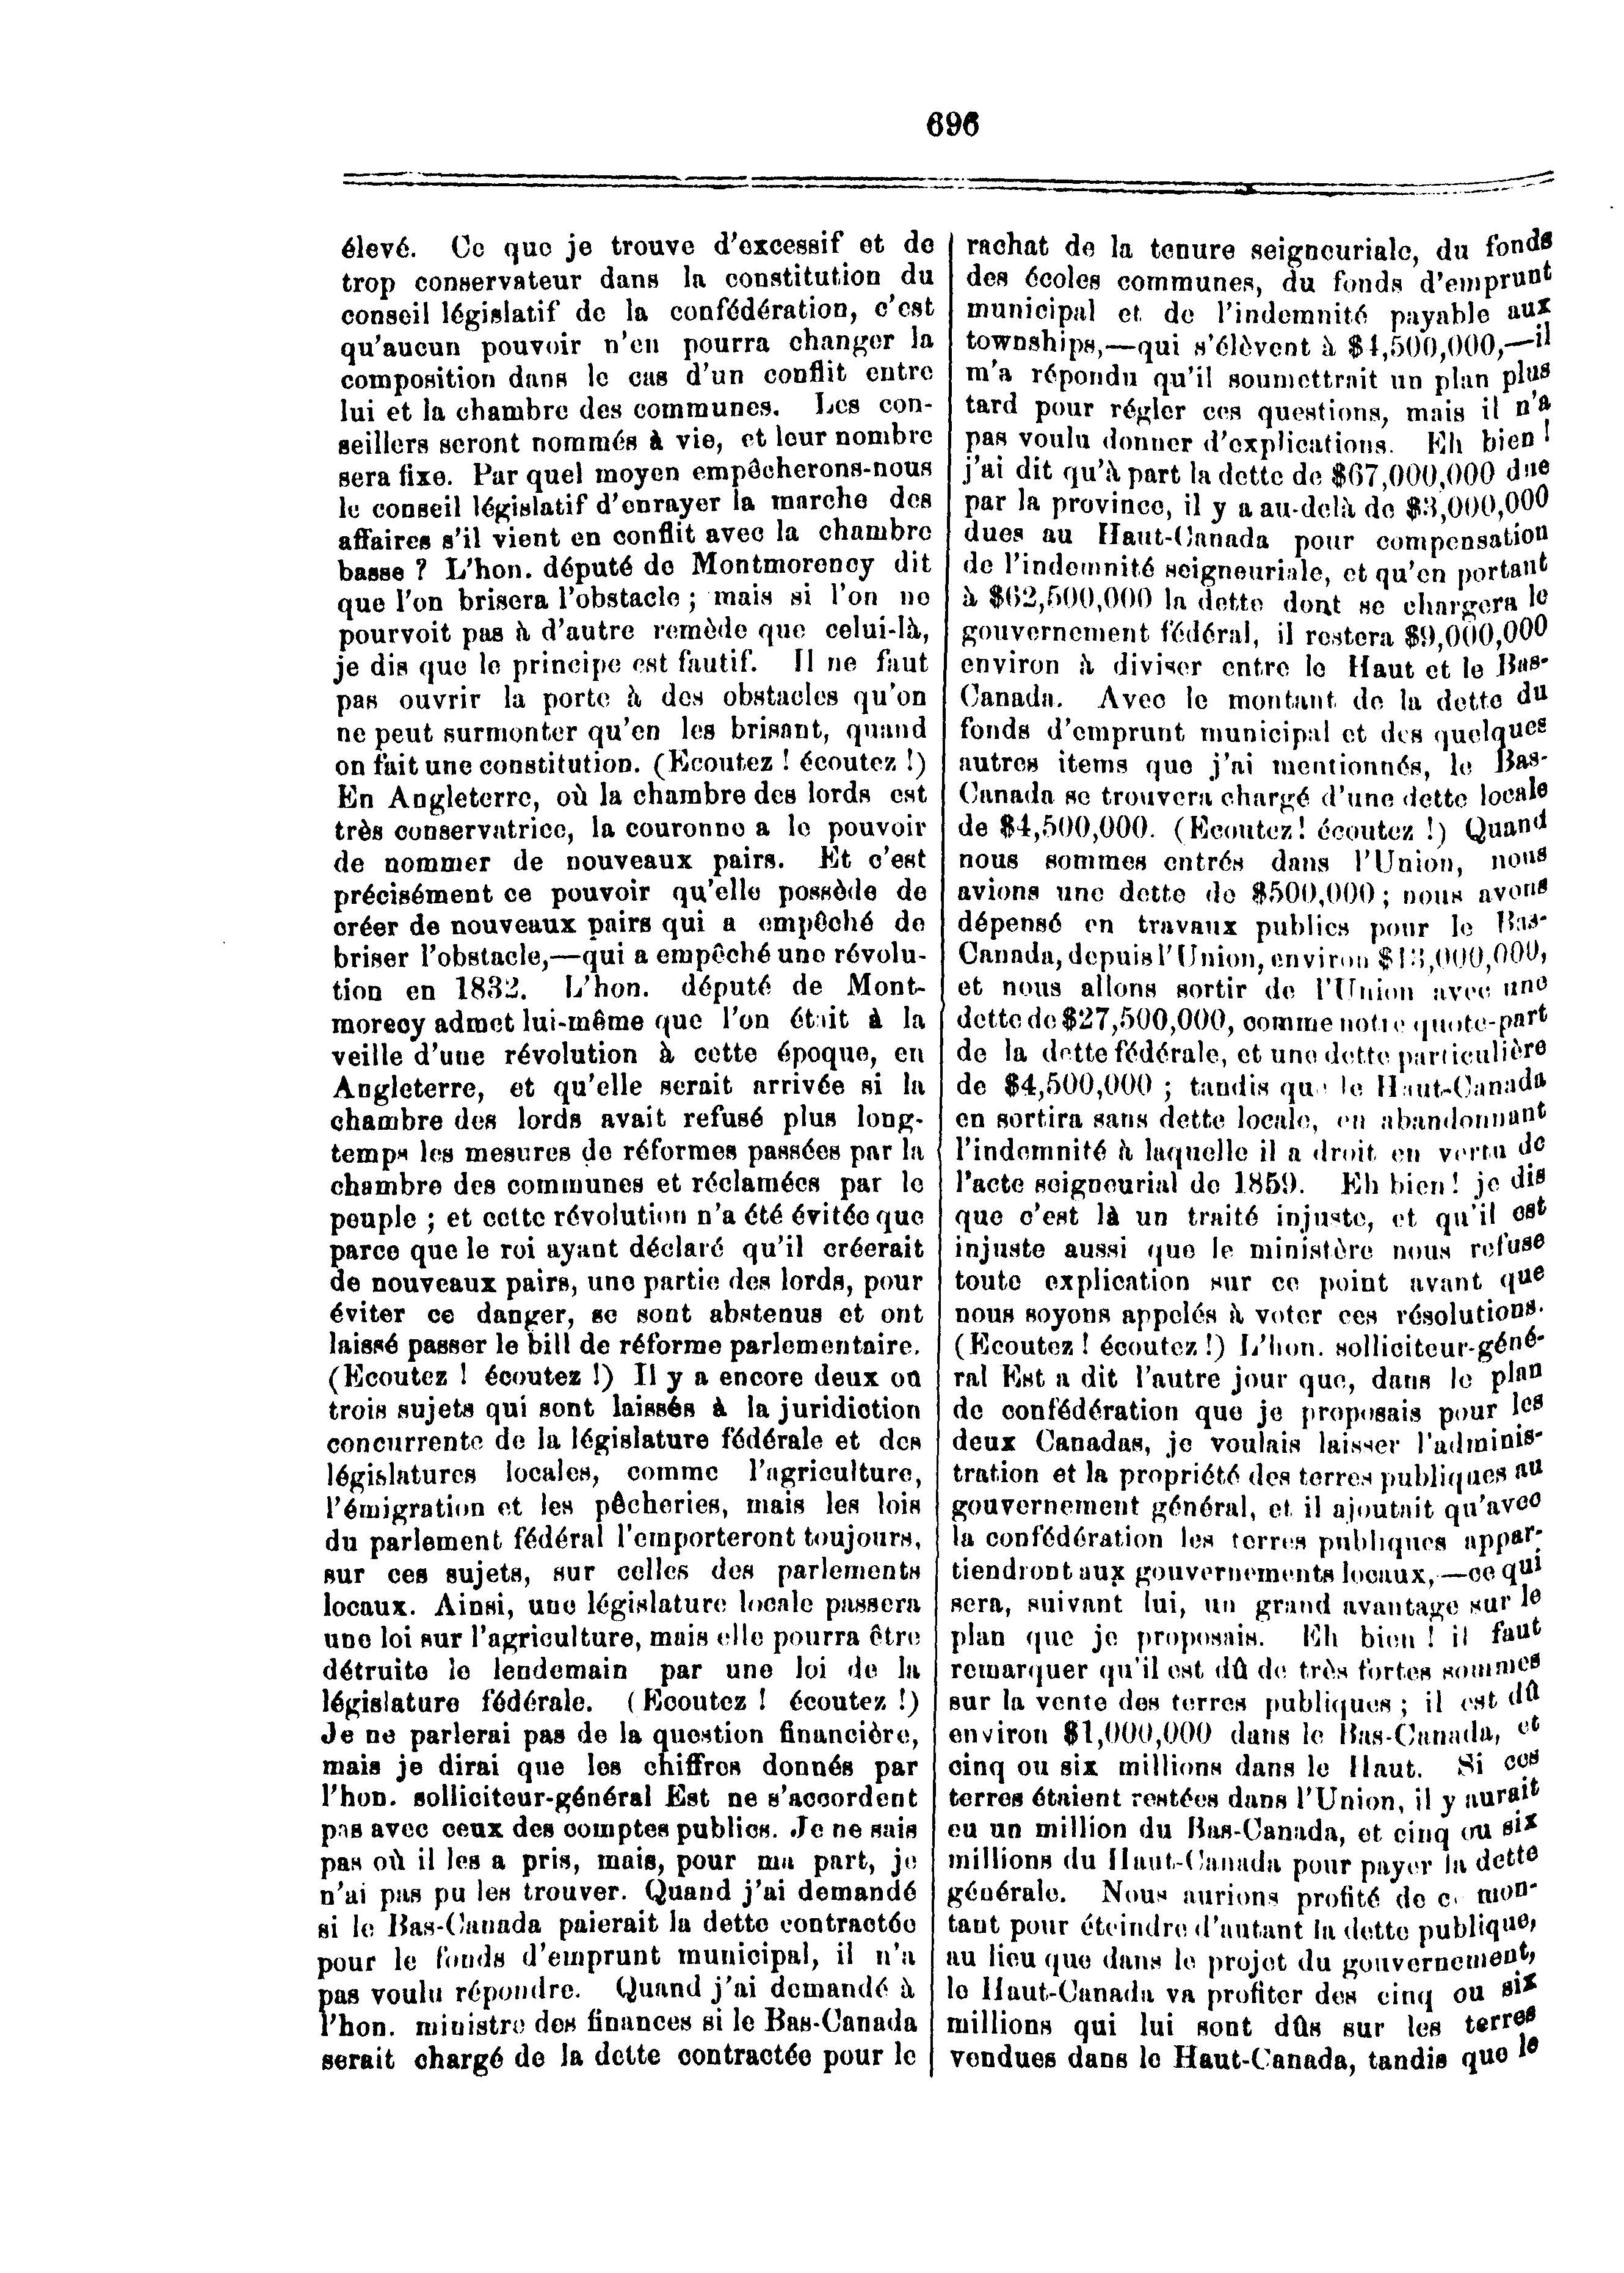 696
élevé. Ce que je trouve d'excessif et de
trop conservateur dans la constitution du
conseil législatif de la confédération, c'est
qu'aucun pouvoir n'en pourra changer la
composition dans le cas d'un conflit entre
lui et la chambre des communes. Les con-
seillers seront nommés à vie, et leur nombre
sera fixe. Par quel moyen empêcherons-nous
le conseil législatif d'enrayer la marche des
affaires s'il vient en conflit avec la chambre
basse ? L'hon. député de Montmorency dit
que l'on brisera l'obstacle ; mais si l'on ne
pourvoit pas à d'autre remède que celui-là,
je dis que le principe est fautif. Il ne faut
pas ouvrir la porte à des obstacles qu'on
ne peut surmonter qu'en les brisant, quand
on fait une constitution. (Ecoutez ! écoutez !)
En Angleterre, où la chambre des lords est
très conservatrice, la couronne a le pouvoir
de nommer de nouveaux pairs. Et c'est
précisément ce pouvoir qu'elle possède de
créer de nouveaux pairs qui a empêché de
briser l'obstacle,—qui a empêché une révolu-
tion en 1832. L'hon. député de Mont-
morecy admet lui-même que l'on était à la
veille d'une révolution à cette époque, en
Angleterre, et qu'elle serait arrivée si la
chambre des lords avait refusé plus long-
temps les mesures de réformes passées par la
chambre des communes et réclamées par le
peuple ; et cette révolution n'a été évitée que
parce que le roi ayant déclaré qu'il créerait
de nouveaux pairs, une partie des lords, pour
éviter ce danger, se sont abstenus et ont
laissé passer le bill de réforme parlementaire.
(Ecoutez ! écoutez !) Il y a encore deux ou
trois sujets qui sont laissés à la juridiction
concurrente de la législature fédérale et des
législatures locales, comme l'agriculture,
l'émigration et les pêcheries, mais les lois
du parlement fédéral l'emporteront toujours,
sur ces sujets, sur celles des parlements
locaux. Ainsi, une législature locale passera
une loi sur l'agriculture, mais elle pourra être
détruite le lendemain par une loi de la
législature fédérale. (Ecoutez ! écoutez !)
Je ne parlerai pas de la question financière,
mais je dirai que les chiffres donnés par
l'hon. solliciteur-général Est ne s'accordent
pas avec ceux des comptes publics. Je ne sais
pas où il les a pris, mais, pour ma part, je
n'ai pas pu les trouver. Quand j'ai demandé
si le Bas-Canada paierait la dette contractée
pour le fonds d'emprunt municipal, il n'a
pas voulu répondre. Quand j'ai demandé à
l'hon. ministre des finances si le Bas-Canada
serait chargé de la dette contractée pour le
rachat de la tenure seigneuriale, du fonds
des écoles communes, du fonds d'emprunt
municipal et de l'indemnité payable aux
townships,—qui s'élèvent à $4,500,000,—il
m'a répondu qu'il soumettrait un plan plus
tard pour régler ces questions, mais il n'a
pas voulu donner d'explications. Eh bien !
j'ai dit qu'à part la dette de $67,000,000 due
par la province, il y a au-delà de $3,000,000
dues au Haut-Canada pour compensation
de l'indemnité seigneuriale, et qu'en portant
à $62,500,000 la dette dont se chargera le
gouvernement fédéral, il restera $9,000,000
environ à diviser entre le Haut et le Bas-
Canada. Avec le montant de la dette du
fonds d'emprunt municipal et des quelques
autres items que j'ai mentionnés, le Bas-
Canada se trouvera chargé d'une dette locale
de $4,500,000. (Ecoutez! écoutez !) Quand
nous sommes entrés dans l'Union, nous
avions une dette de $500,000 ; nous avons
dépensé en travaux publics pour le Bas-
Canada, depuis l'Union, environ $13,000,000,
et nous allons sortir de l'Union avec une
dette de $27,500,000, comme notre quote-part
de la dette fédérale, et une dette particulière
de $4,500,000 ; tandis que le Haut-Canada
en sortira sans dette locale, en abandonnant
l'indemnité à laquelle il a droit en vertu de
l'acte seigneurial de 1859. Eh bien! je dis
que c'est là un traité injuste, et qu'il est
injuste aussi que le ministère nous refuse
toute explication sur ce point avant que
nous soyons appelés à voter ces résolutions.
(Ecoutez ! écoutez !) L'hon. solliciteur-géné-
ral Est a dit l'autre jour que, dans le plan
de confédération que je proposais pour les
deux Canadas, je voulais laisser l'adminis-
tration et la propriété des terres publiques au
gouvernement général, et il ajoutait qu'avec
la confédération les terres publiques appar-
tiendront aux gouvernements locaux,—ce qui
sera, suivant lui, un grand avantage sur le
plan que je proposais. Eh bien ! il faut
remarquer qu'il est dû de très fortes sommes
sur la vente des terres publiques ; il est dû
environ $1,000,000 dans le Bas-Canada, et
cinq ou six millions dans le Haut. Si ces
terres étaient restées dans l'Union, il y aurait
eu un million du Bas-Canada, et cinq ou six
millions du Haut-Canada pour payer la dette
générale. Nous aurions profité de ce mon-
tant pour éteindre d'autant la dette publique,
au lieu que dans le projet du gouvernement,
le Haut-Canada va profiter des cinq ou six
millions qui lui sont dûs sur les terres
vendues dans le Haut-Canada, tandis que le